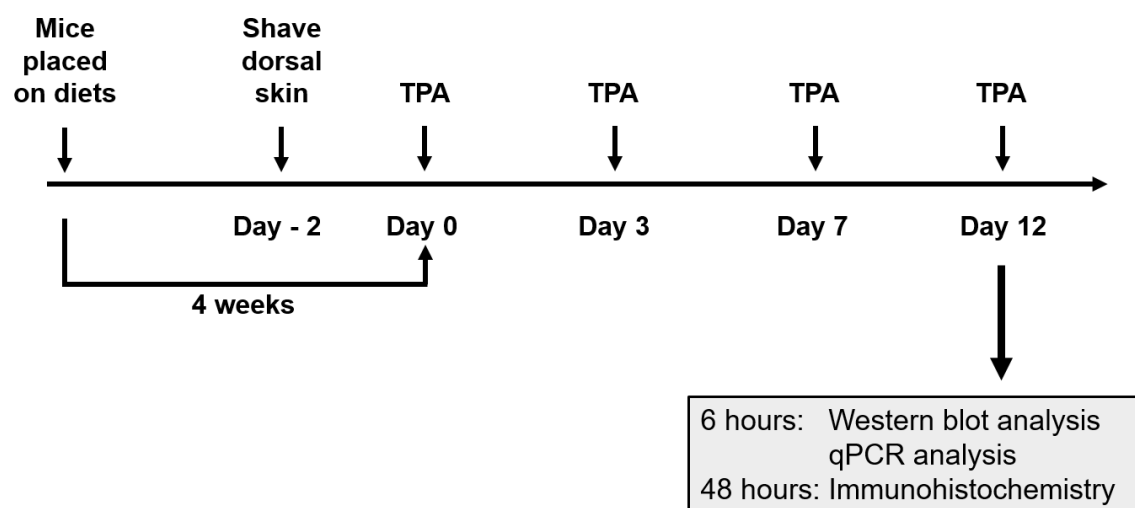 Mice
placed
on diets
Shave
dorsal
skin
TPA
TPA
TPA
TPA
Day - 2
Day 0
Day 3
Day 7
Day 12
4 weeks
6 hours: Western blot analysis
qPCR analysis
48 hours: Immunohistochemistry